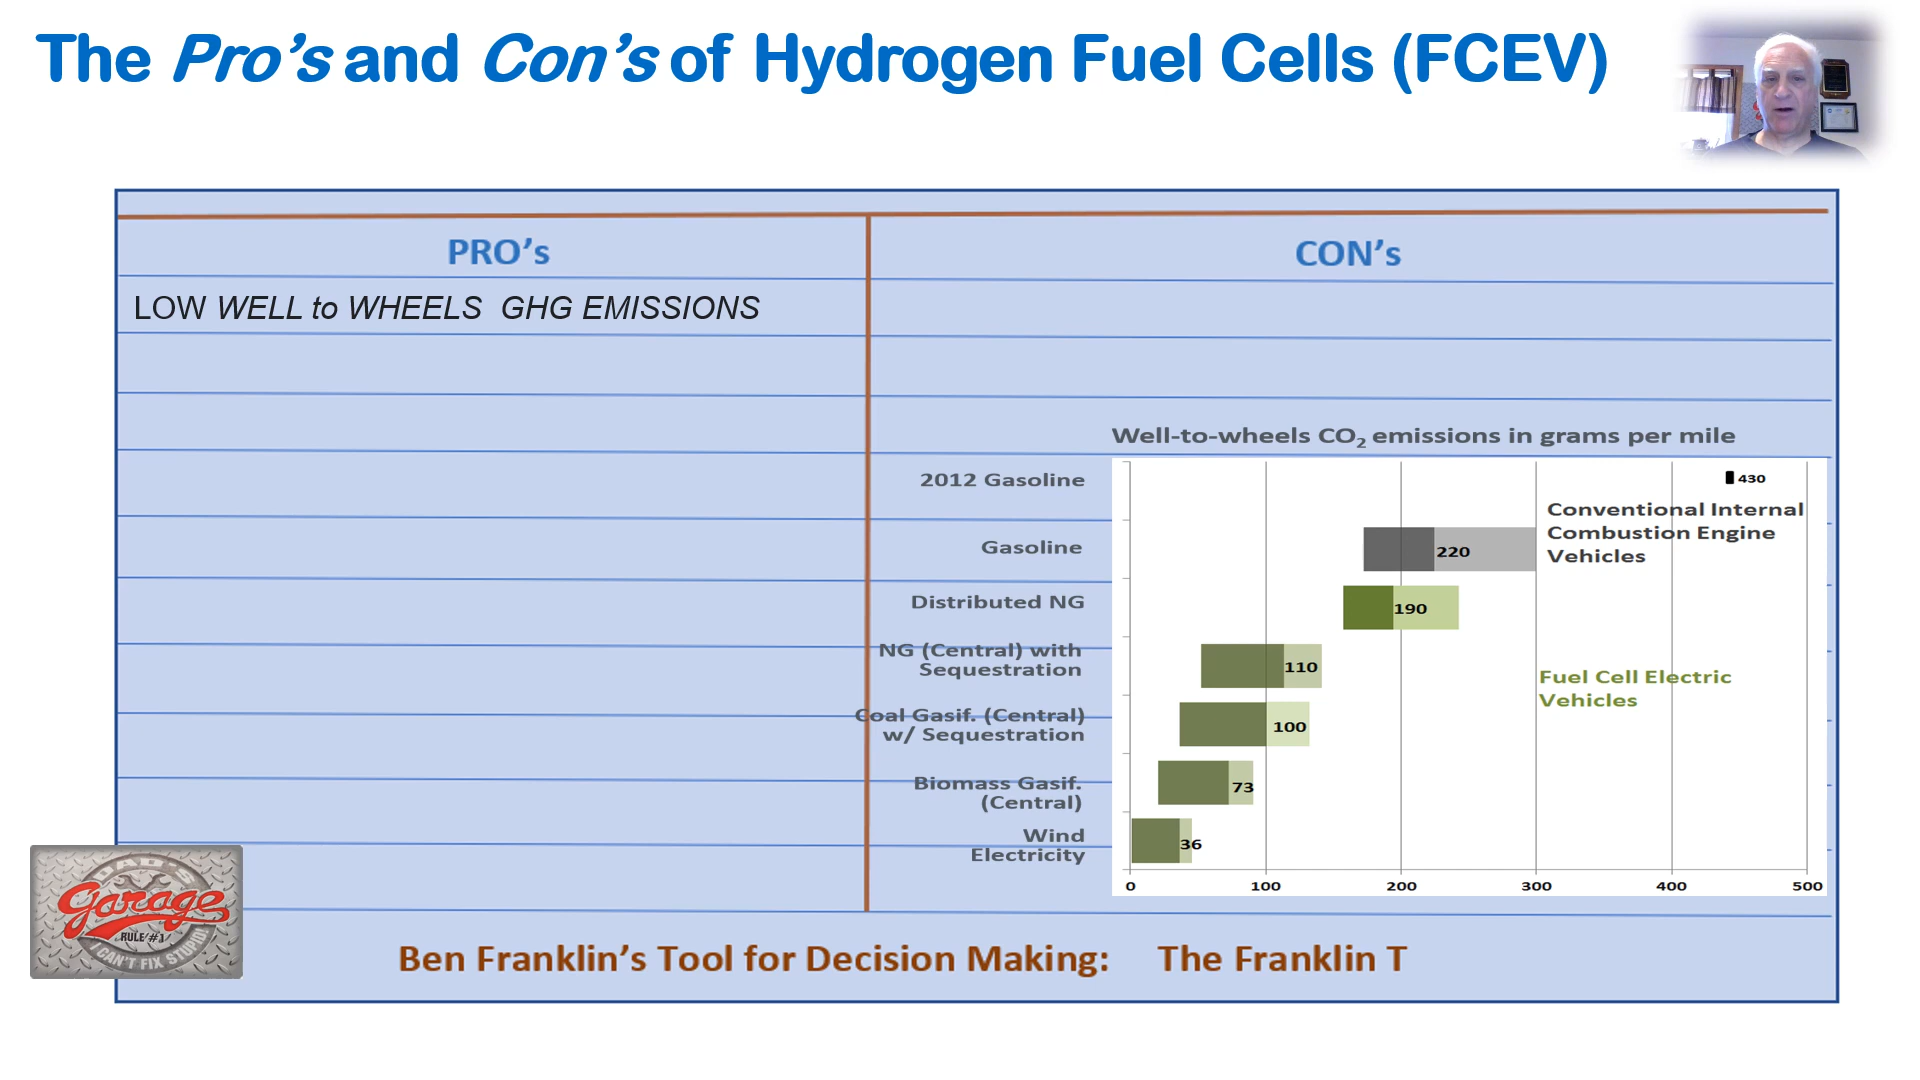 The Pro's and Con's of Hydrogen Fuel Cells (FCEV)
PRO's
CON's
LOW WELL to WHEELS GHG EMISSIONS
Well-to-wheels CO₂ emissions in grams per mile
2012 Gasoline
430
Conventional Internal
Combustion Engine
Vehicles
Gasoline
220
Distributed NG
190
NG (Central) with
Sequestration
110
Fuel Cell Electric
Vehicles
Coal Gasif. (Central)
w/ Sequestration
100
Biomass Gasif.
(Central)
73
Wind
Electricity
36
0 100 200 300 400 500
DAD'S
Garage
RULE #1
I CAN'T FIX STUPID!
Ben Franklin's Tool for Decision Making: The Franklin T